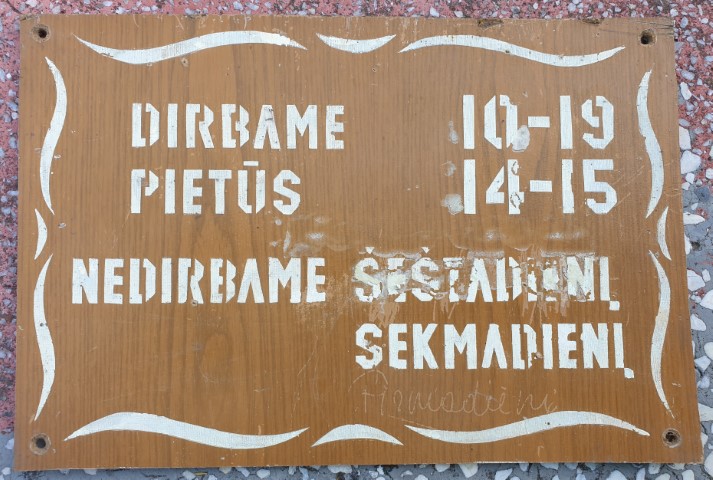 DIRBAME 10-19
PIETŪS 14-15
NEDIRBAME ŠEŠTADIENĮ
SEKMADIENĮ